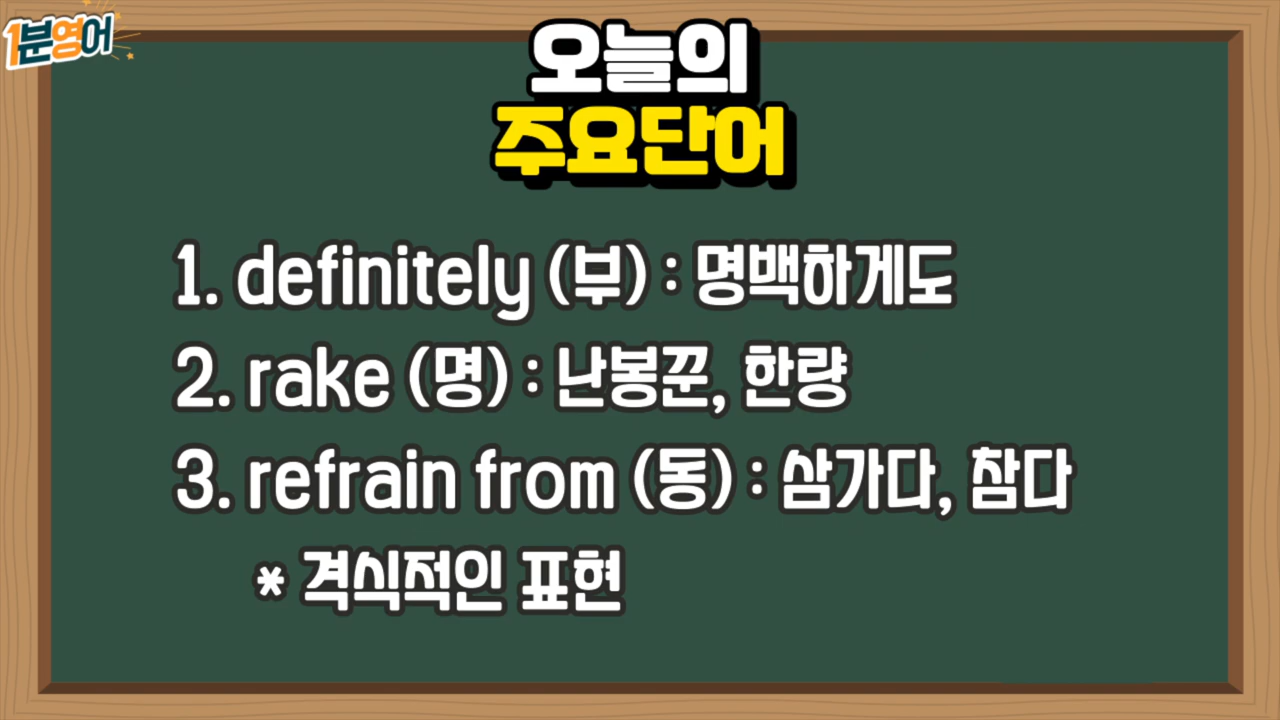 1분영어
오늘의
주요단어
1. definitely (부) : 명백하게도
2. rake (명) : 난봉꾼, 한량
3. refrain from (동) : 삼가다, 참다
* 격식적인 표현